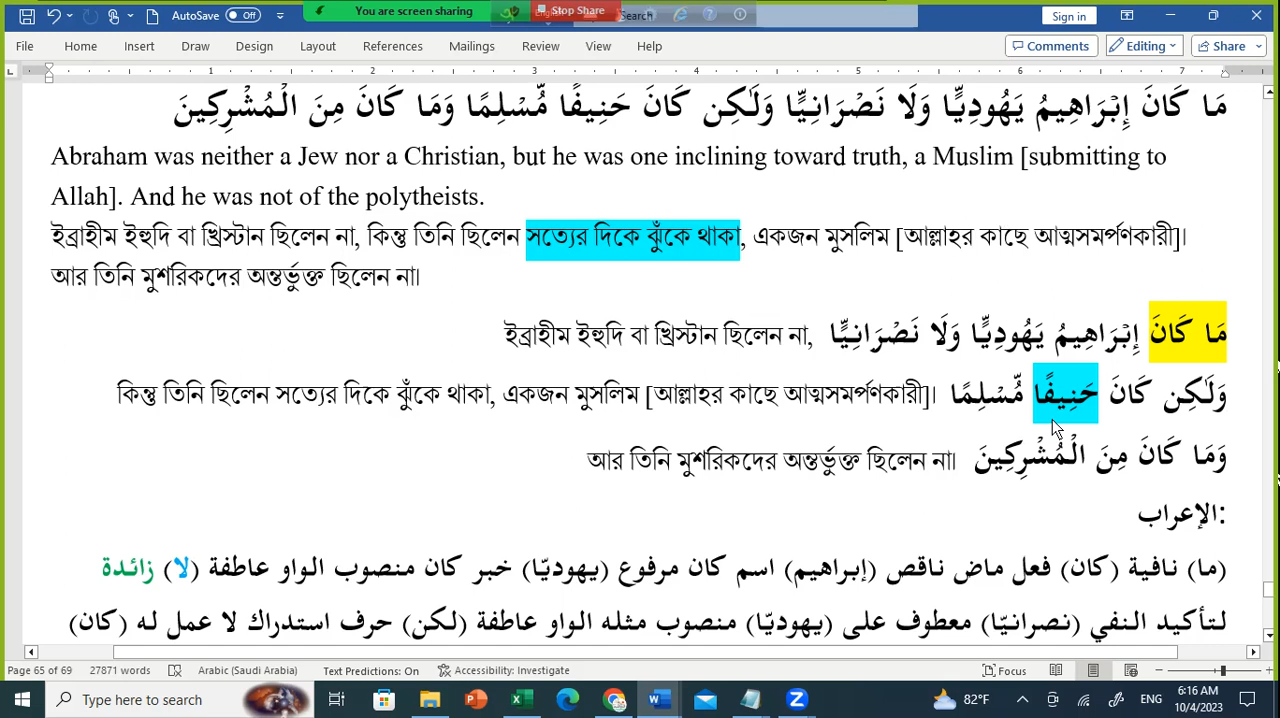 AutoSave Off You are screen sharing Stop Share Search Sign in
File Home Insert Draw Design Layout References Mailings Review View Help Comments Editing Share
1 2 3 4 5 6 7
مَا كَانَ إِبْرَاهِيمُ يَهُودِيًّا وَلَا نَصْرَانِيًّا وَلَٰكِن كَانَ حَنِيفًا مُّسْلِمًا وَمَا كَانَ مِنَ الْمُشْرِكِينَ
Abraham was neither a Jew nor a Christian, but he was one inclining toward truth, a Muslim [submitting to
Allah]. And he was not of the polytheists.
ইব্রাহীম ইহুদি বা খ্রিস্টান ছিলেন না, কিন্তু তিনি ছিলেন সত্যের দিকে ঝুঁকে থাকা, একজন মুসলিম [আল্লাহর কাছে আত্মসমর্পণকারী]।
আর তিনি মুশরিকদের অন্তর্ভুক্ত ছিলেন না।
مَا كَانَ إِبْرَاهِيمُ يَهُودِيًّا وَلَا نَصْرَانِيًّا ইব্রাহীম ইহুদি বা খ্রিস্টান ছিলেন না,
وَلَٰكِن كَانَ حَنِيفًا مُّسْلِمًا কিন্তু তিনি ছিলেন সত্যের দিকে ঝুঁকে থাকা, একজন মুসলিম [আল্লাহর কাছে আত্মসমর্পণকারী]।
وَمَا كَانَ مِنَ الْمُشْرِكِينَ আর তিনি মুশরিকদের অন্তর্ভুক্ত ছিলেন না।
الإعراب:
(ما) نافية (كان) فعل ماض ناقص (إبراهيم) اسم كان مرفوع (يهوديّا) خبر كان منصوب الواو عاطفة (لا) زائدة
لتأكيد النفي (نصرانيّا) معطوف على (يهوديّا) منصوب مثله الواو عاطفة (لكن) حرف استدراك لا عمل له (كان)
Page 65 of 69 27871 words Arabic (Saudi Arabia) Text Predictions: On Accessibility: Investigate Focus
Type here to search 82°F ENG 6:16 AM
10/4/2023